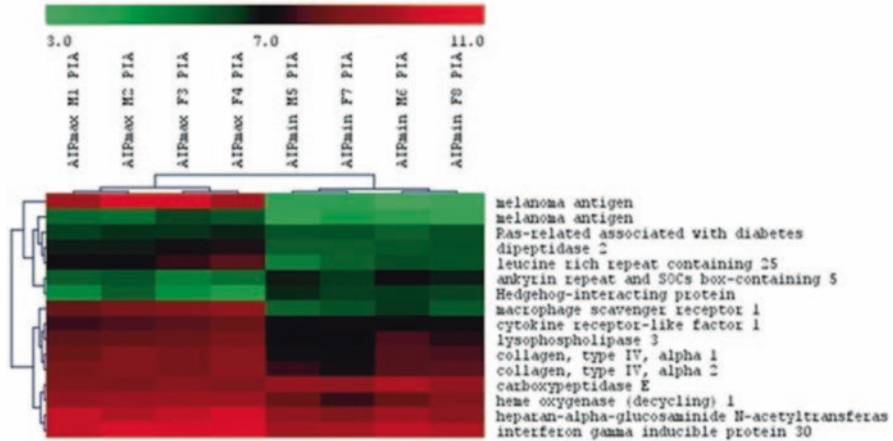 3.0 7.0 11.0
AIPmax M1 PIA
AIPmax M2 PIA
AIPmax F3 PIA
AIPmax F4 PIA
AIPmin M5 PIA
AIPmin F7 PIA
AIPmin M6 PIA
AIPmin F8 PIA
melanoma antigen
melanoma antigen
Ras-related associated with diabetes
dipeptidase 2
leucine rich repeat containing 25
ankyrin repeat and SOCs box-containing 5
Hedgehog-interacting protein
macrophage scavenger receptor 1
cytokine receptor-like factor 1
lysophospholipase 3
collagen, type IV, alpha 1
collagen, type IV, alpha 2
carboxypeptidase E
heme oxygenase (decycling) 1
heparan-alpha-glucosaminide N-acetyltransferas
interferon gamma inducible protein 30